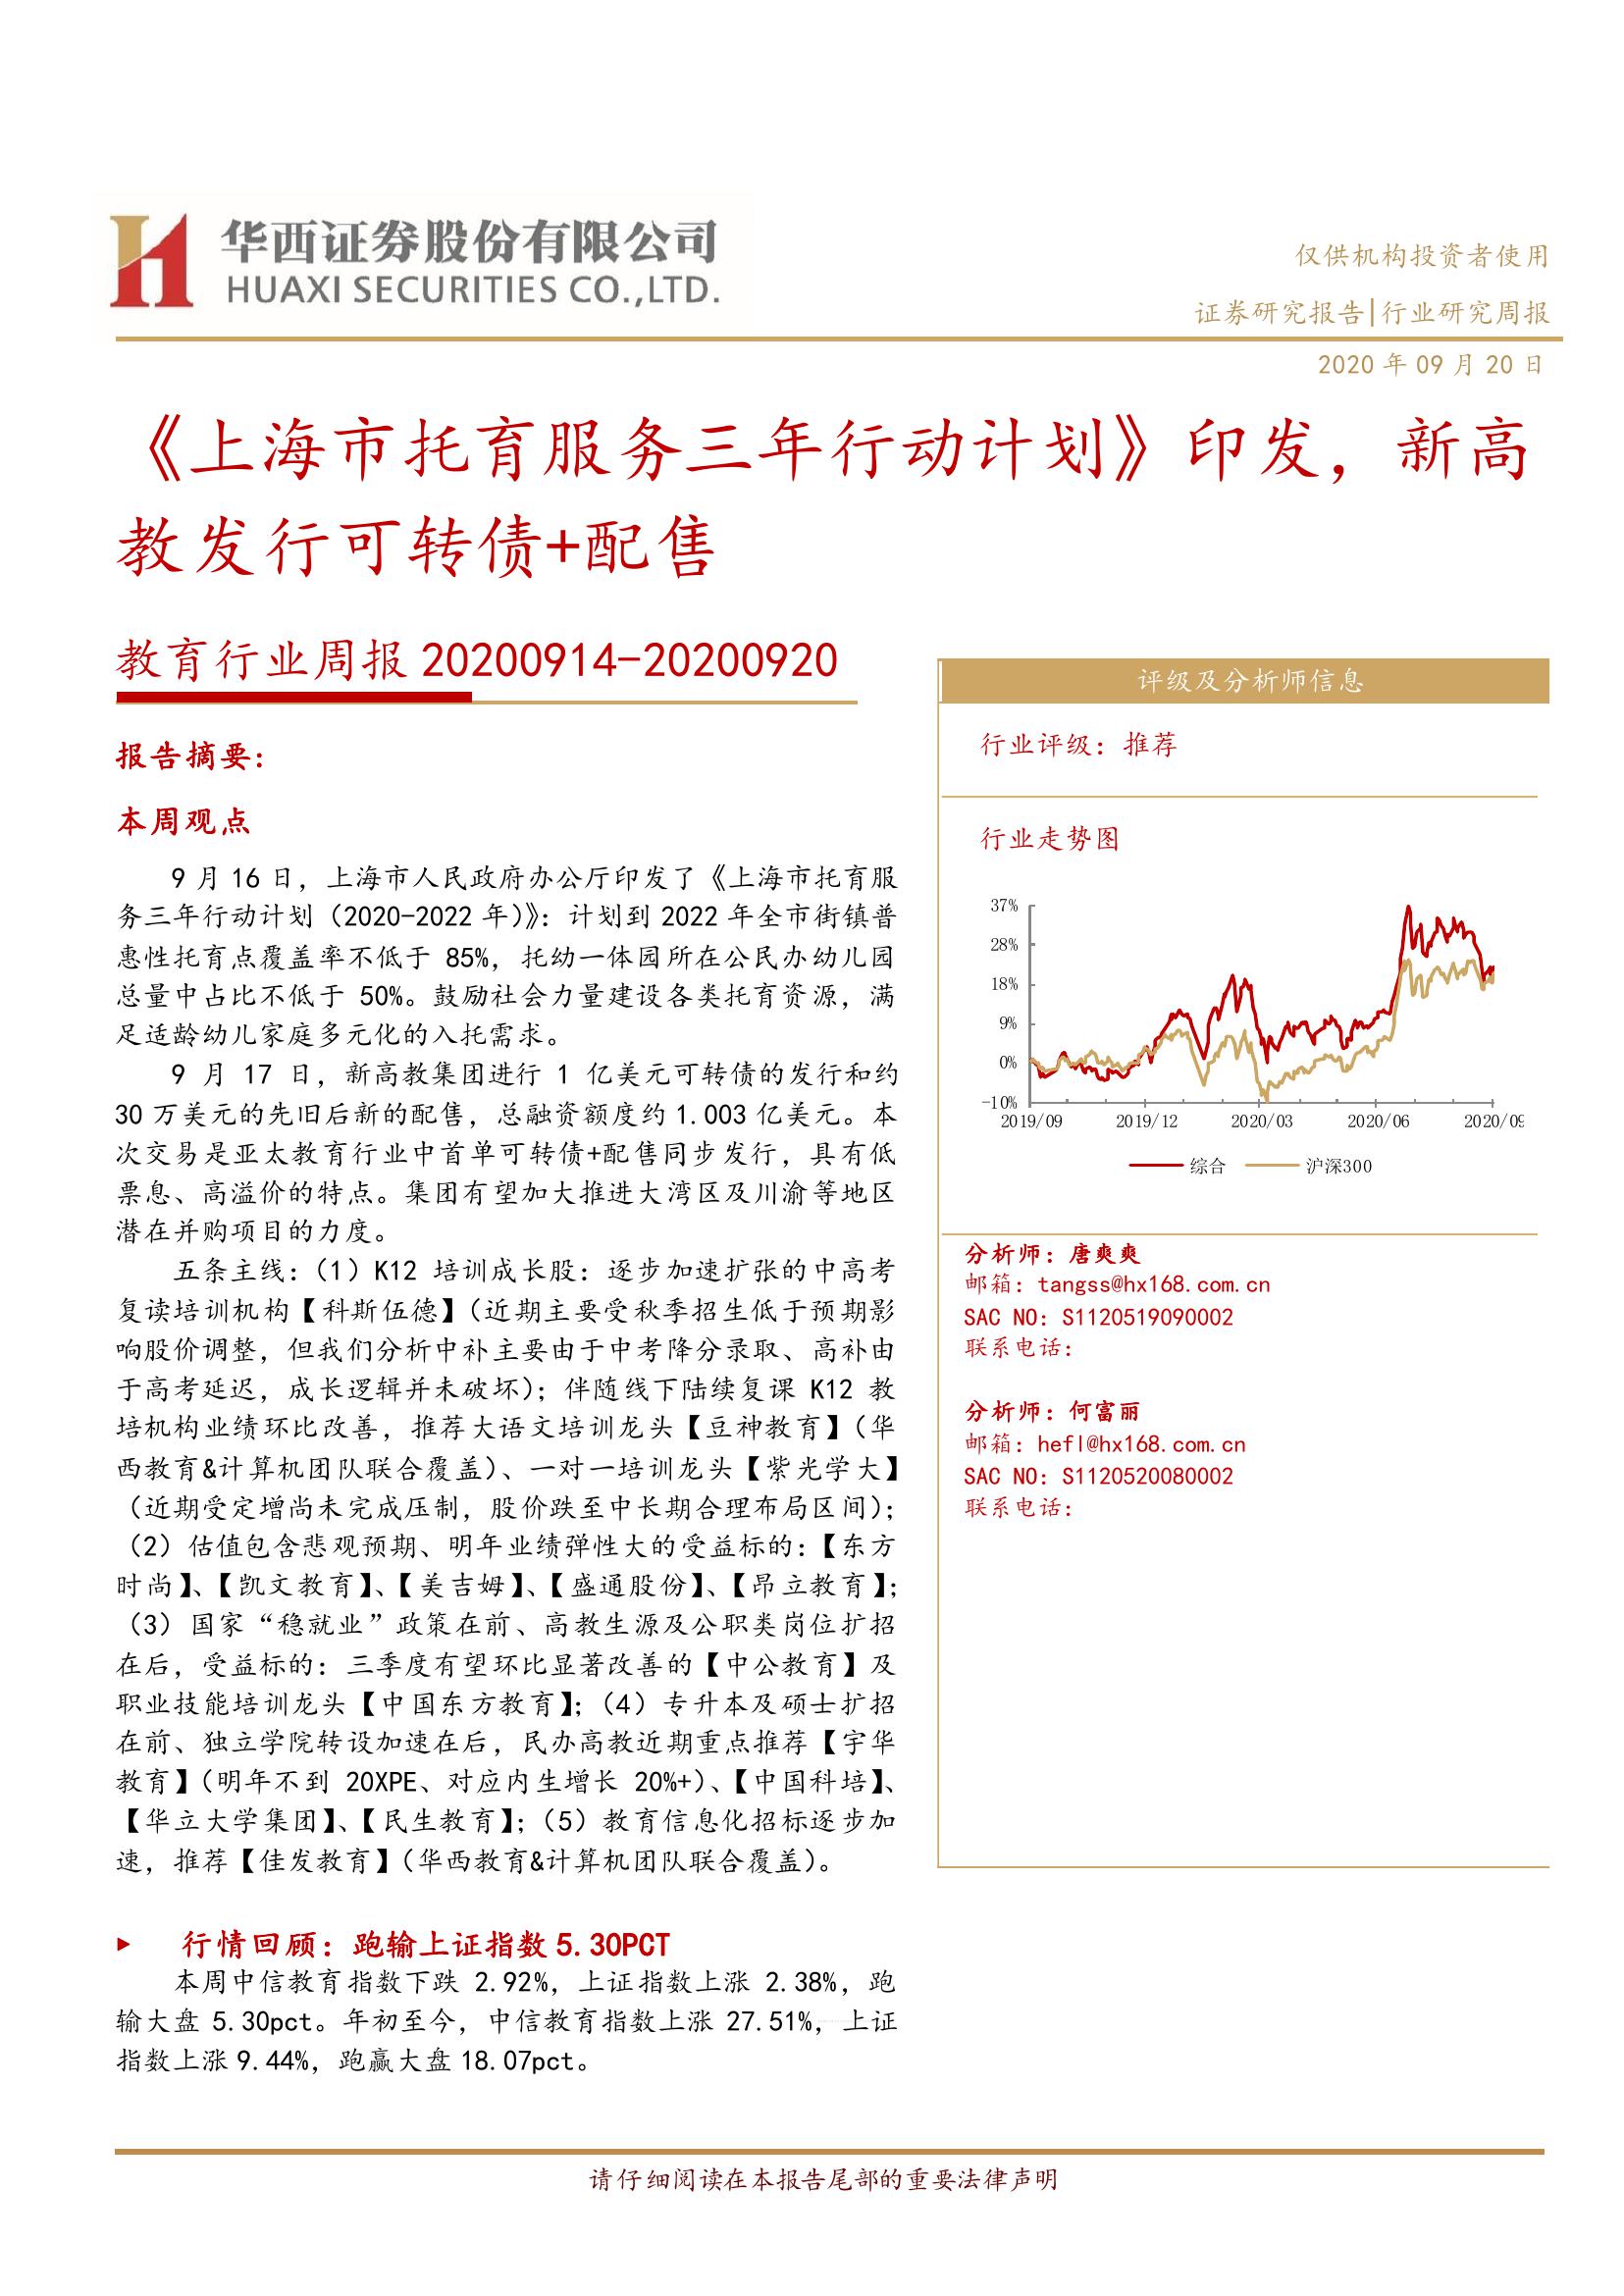 华西证券股份有限公司
HUAXI SECURITIES CO.,LTD.
仅供机构投资者使用
证券研究报告|行业研究周报
2020 年 09 月 20 日
《上海市托育服务三年行动计划》印发，新高
教发行可转债+配售
教育行业周报 20200914-20200920
报告摘要：
本周观点
9 月 16 日，上海市人民政府办公厅印发了《上海市托育服
务三年行动计划（2020-2022 年）》：计划到 2022 年全市街镇普
惠性托育点覆盖率不低于 85%，托幼一体园所在公民办幼儿园
总量中占比不低于 50%。鼓励社会力量建设各类托育资源，满
足适龄幼儿家庭多元化的入托需求。
9 月 17 日，新高教集团进行 1 亿美元可转债的发行和约
30 万美元的先旧后新的配售，总融资额度约 1.003 亿美元。本
次交易是亚太教育行业中首单可转债+配售同步发行，具有低
票息、高溢价的特点。集团有望加大推进大湾区及川渝等地区
潜在并购项目的力度。
五条主线：（1）K12 培训成长股：逐步加速扩张的中高考
复读培训机构【科斯伍德】（近期主要受秋季招生低于预期影
响股价调整，但我们分析中补主要由于中考降分录取、高补由
于高考延迟，成长逻辑并未破坏）；伴随线下陆续复课 K12 教
培机构业绩环比改善，推荐大语文培训龙头【豆神教育】（华
西教育&计算机团队联合覆盖）、一对一培训龙头【紫光学大】
（近期受定增尚未完成压制，股价跌至中长期合理布局区间）；
（2）估值包含悲观预期、明年业绩弹性大的受益标的：【东方
时尚】、【凯文教育】、【美吉姆】、【盛通股份】、【昂立教育】；
（3）国家“稳就业”政策在前、高教生源及公职类岗位扩招
在后，受益标的：三季度有望环比显著改善的【中公教育】及
职业技能培训龙头【中国东方教育】；（4）专升本及硕士扩招
在前、独立学院转设加速在后，民办高教近期重点推荐【宇华
教育】（明年不到 20XPE、对应内生增长 20%+）、【中国科培】、
【华立大学集团】、【民生教育】；（5）教育信息化招标逐步加
速，推荐【佳发教育】（华西教育&计算机团队联合覆盖）。
行情回顾：跑输上证指数 5.30PCT
本周中信教育指数下跌 2.92%，上证指数上涨 2.38%，跑
输大盘 5.30pct。年初至今，中信教育指数上涨 27.51%，上证
指数上涨 9.44%，跑赢大盘 18.07pct。
评级及分析师信息
行业评级：推荐
行业走势图
37%
28%
18%
9%
0%
-10%
2019/09 2019/12 2020/03 2020/06 2020/09
综合 沪深300
分析师：唐爽爽
邮箱：tangss@hx168.com.cn
SAC NO：S1120519090002
联系电话：
分析师：何富丽
邮箱：hefl@hx168.com.cn
SAC NO：S1120520080002
联系电话：
请仔细阅读在本报告尾部的重要法律声明